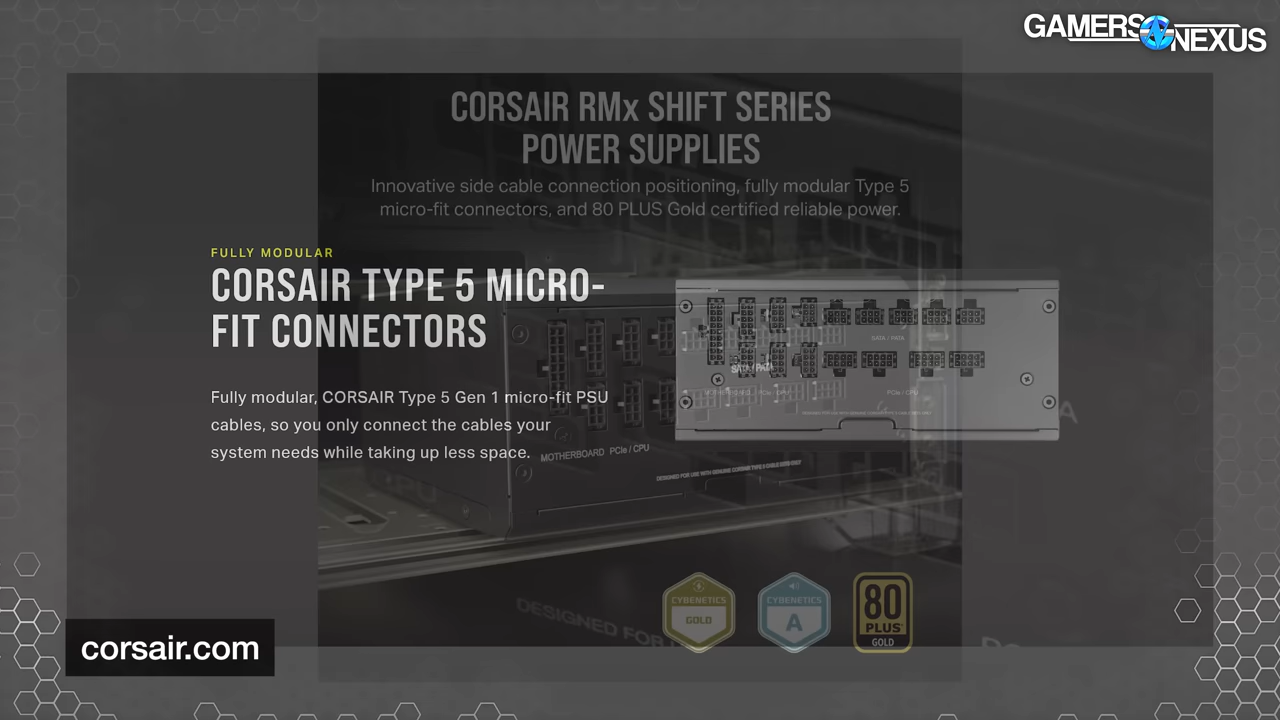 GAMERS NEXUS
CORSAIR RMx SHIFT SERIES
POWER SUPPLIES
Innovative side cable connection positioning, fully modular Type 5
micro-fit connectors, and 80 PLUS Gold certified reliable power.
FULLY MODULAR
CORSAIR TYPE 5 MICRO-
FIT CONNECTORS
Fully modular, CORSAIR Type 5 Gen 1 micro-fit PSU
cables, so you only connect the cables your
system needs while taking up less space.
SATA / PATA
SATA / PATA
PCIe / CPU
MOTHERBOARD PCIe / CPU
DESIGNED FOR
CYBENETICS
GOLD
CYBENETICS
A
80
PLUS
GOLD
corsair.com